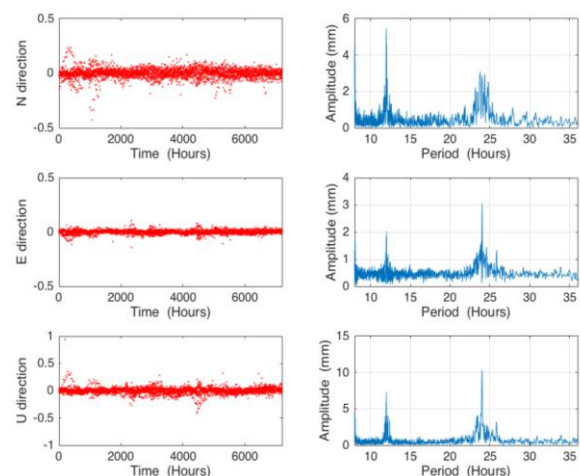 0.5
0
-0.5
N direction
0 2000 4000 6000
Time (Hours)
6
4
2
0
Amplitude (mm)
10 15 20 25 30 35
Period (Hours)
0.5
0
-0.5
E direction
0 2000 4000 6000
Time (Hours)
4
3
2
1
0
Amplitude (mm)
10 15 20 25 30 35
Period (Hours)
1
0.5
0
-0.5
-1
U direction
0 2000 4000 6000
Time (Hours)
15
10
5
0
Amplitude (mm)
10 15 20 25 30 35
Period (Hours)